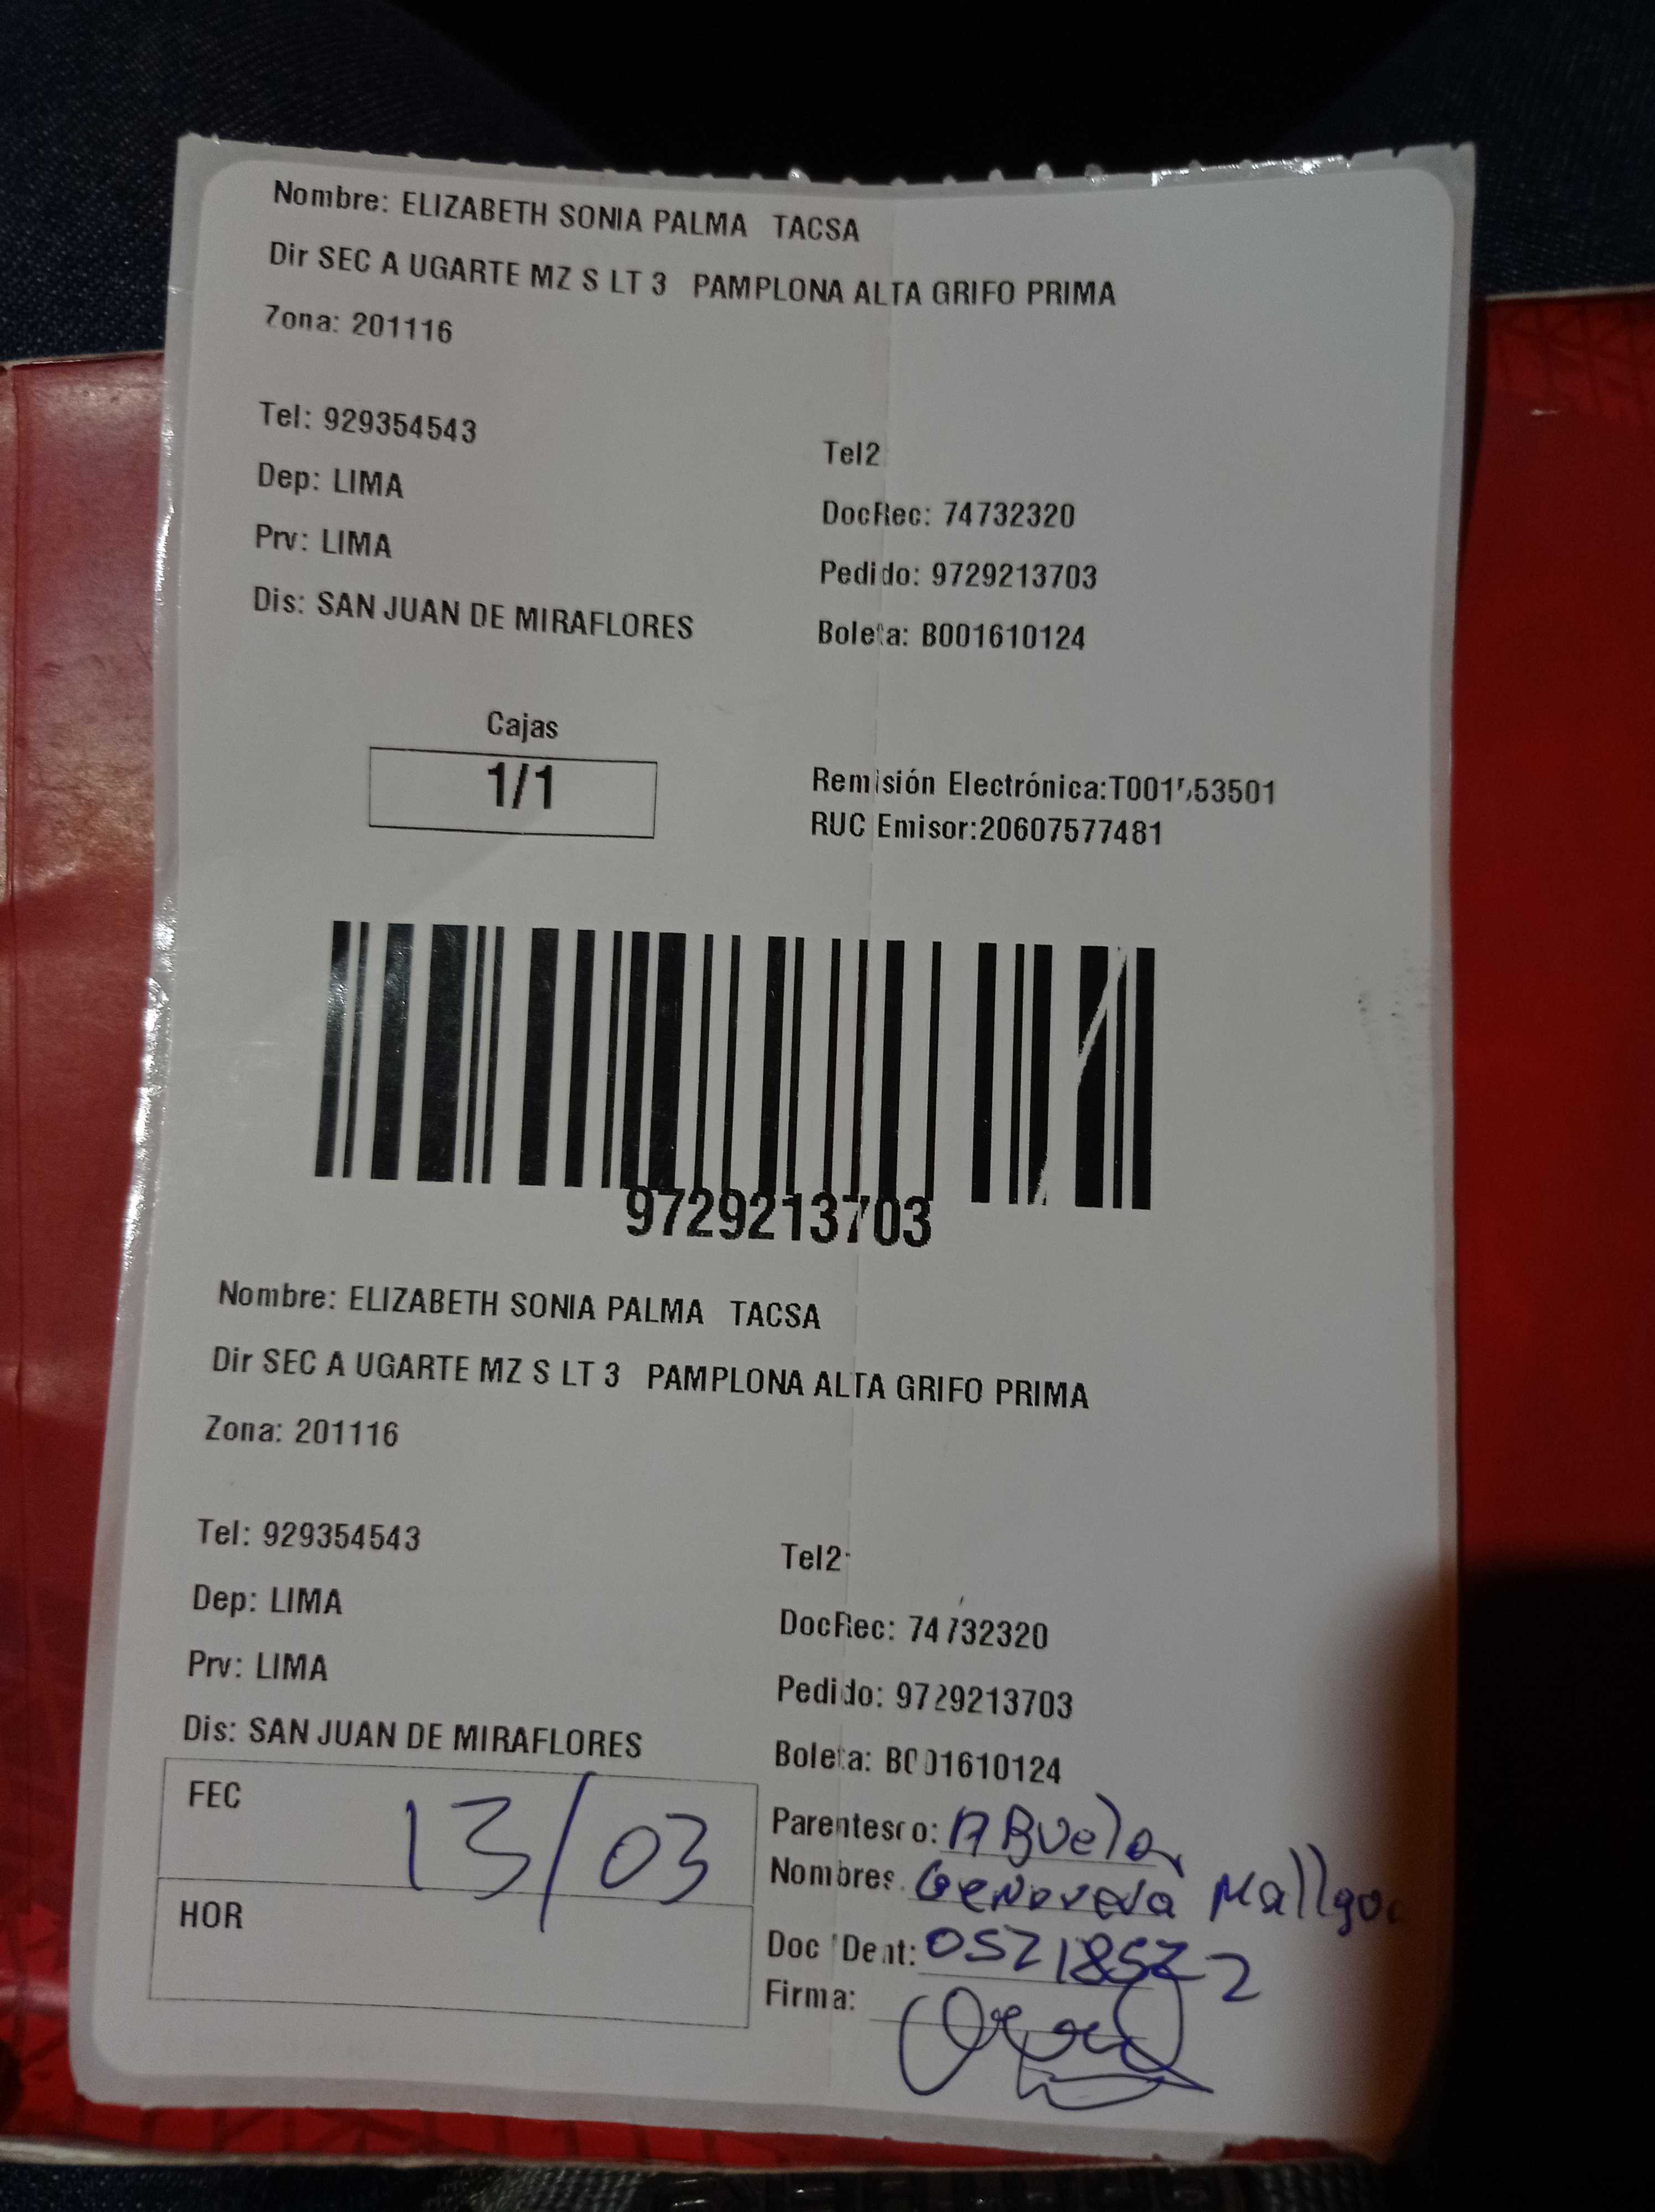 Nombre: ELIZABETH SONIA PALMA TACSA
Dir SEC A UGARTE MZ S LT 3 PAMPLONA ALTA GRIFO PRIMA
Zona: 201116
Tel: 929354543
Tel2
Dep: LIMA
DocRec: 74732320
Prv: LIMA
Pedido: 9729213703
Dis: SAN JUAN DE MIRAFLORES
Boleta: B001610124
Cajas
1/1
Remisión Electrónica:
RUC Emisor:20607577481
9729213703
Nombre: ELIZABETH SONIA PALMA TACSA
Dir SEC A UGARTE MZ S LT 3 PAMPLONA ALTA GRIFO PRIMA
Zona: 201116
Tel: 929354543
Tel2:
Dep: LIMA
DocRec: 74732320
Prv: LIMA
Pedido: 9729213703
Dis: SAN JUAN DE MIRAFLORES
Boleta: B001610124
FEC 13/03
HOR
Parentesco: ABuela
Nombres. Genoveva
Doc Ident: 05218522
Firma: